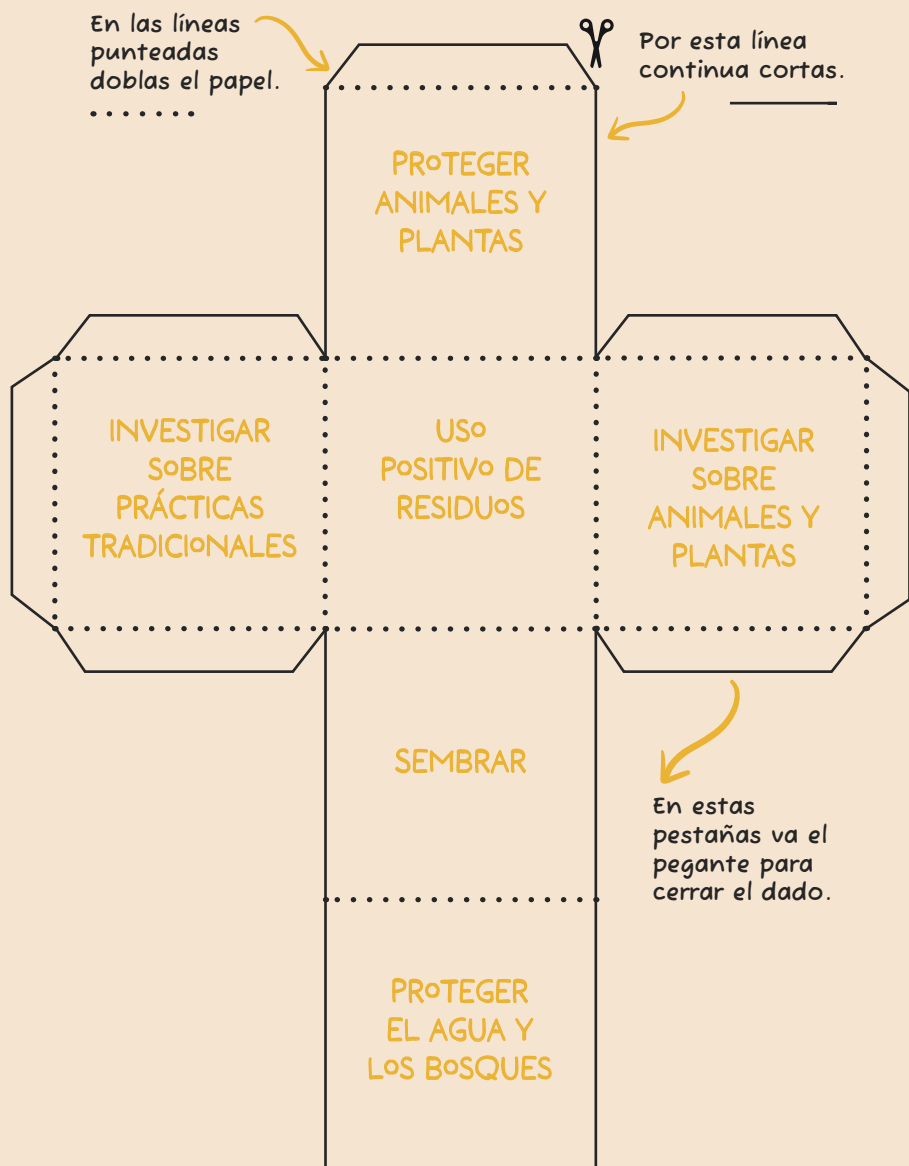 En las líneas
punteadas
doblas el papel.
Por esta línea
continua cortas.
PROTEGER
ANIMALES Y
PLANTAS
INVESTIGAR
SOBRE
PRÁCTICAS
TRADICIONALES
USO
POSITIVO DE
RESIDUOS
INVESTIGAR
SOBRE
ANIMALES Y
PLANTAS
SEMBRAR
En estas
pestañas va el
pegante para
cerrar el dado.
PROTEGER
EL AGUA Y
LOS BOSQUES